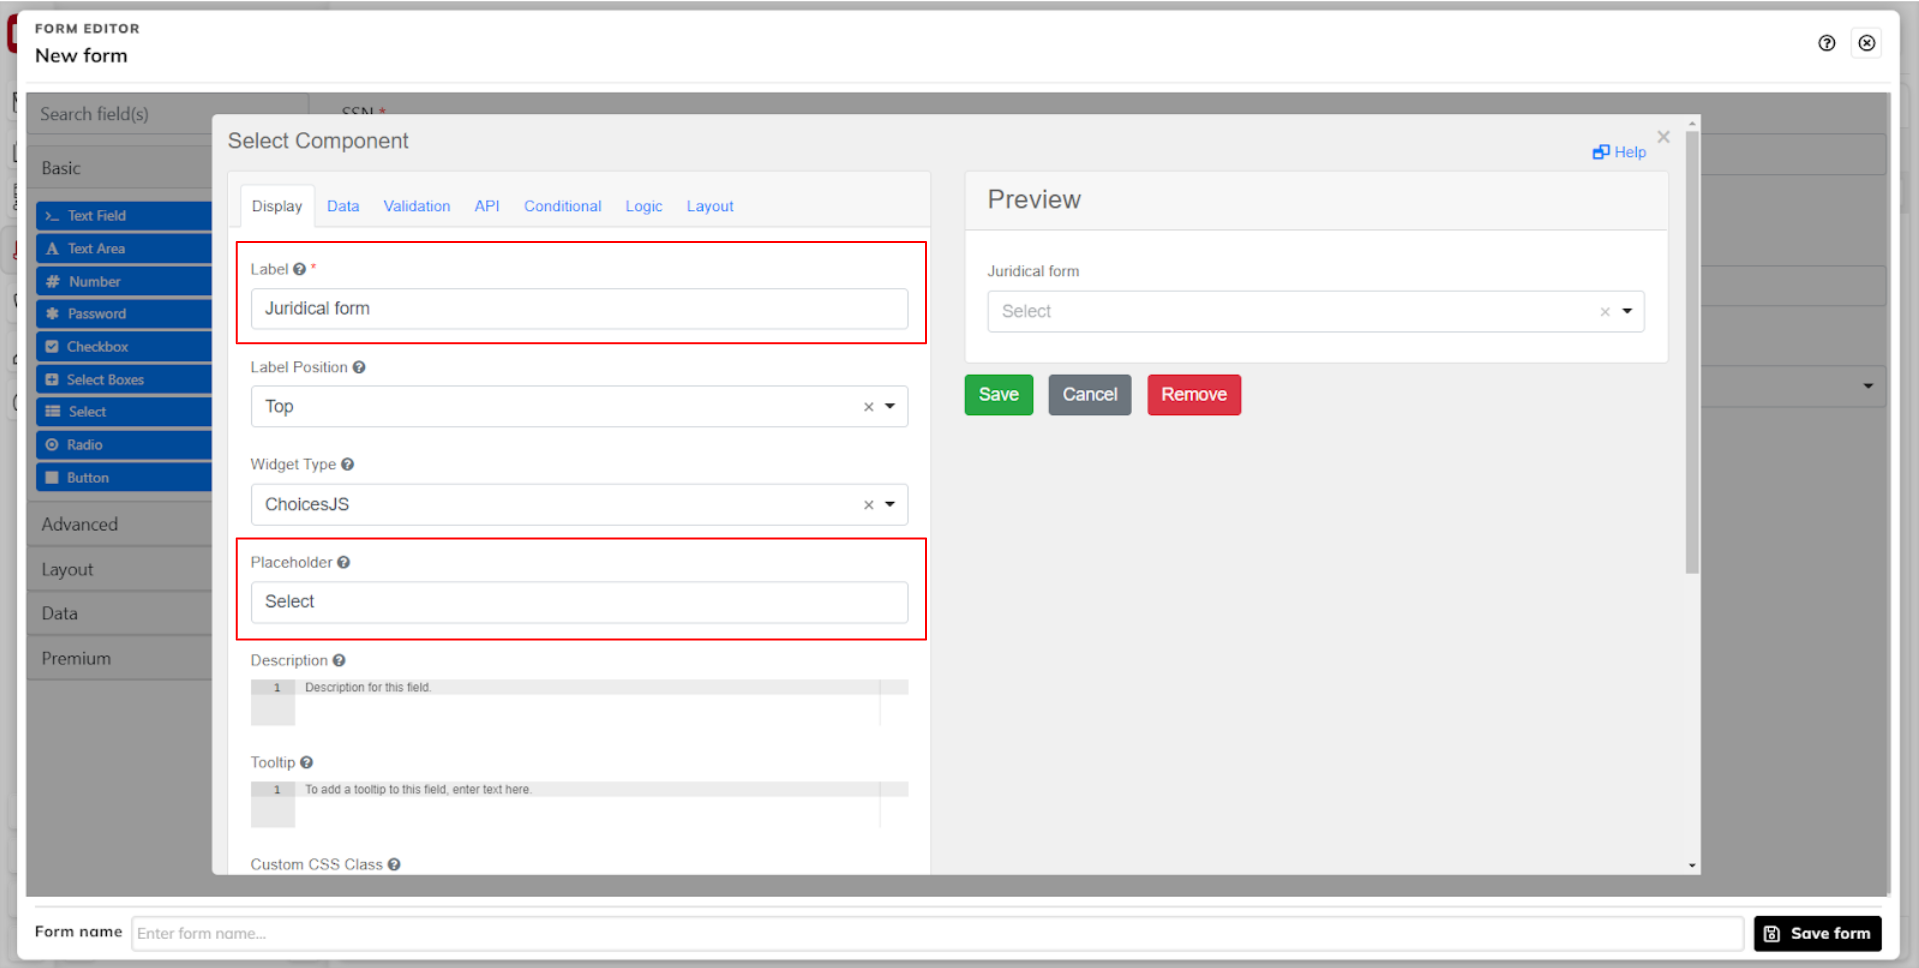 FORM EDITOR
New form
Search field(s)
SSN *
Basic
Text Field
Text Area
Number
Password
Checkbox
Select Boxes
Select
Radio
Button
Advanced
Layout
Data
Premium
Select Component
Help
Display Data Validation API Conditional Logic Layout
Label *
Juridical form
Label Position
Top
Widget Type
ChoicesJS
Placeholder
Select
Description
1 Description for this field.
Tooltip
1 To add a tooltip to this field, enter text here.
Custom CSS Class
Preview
Juridical form
Select
Save Cancel Remove
Form name Enter form name... Save form